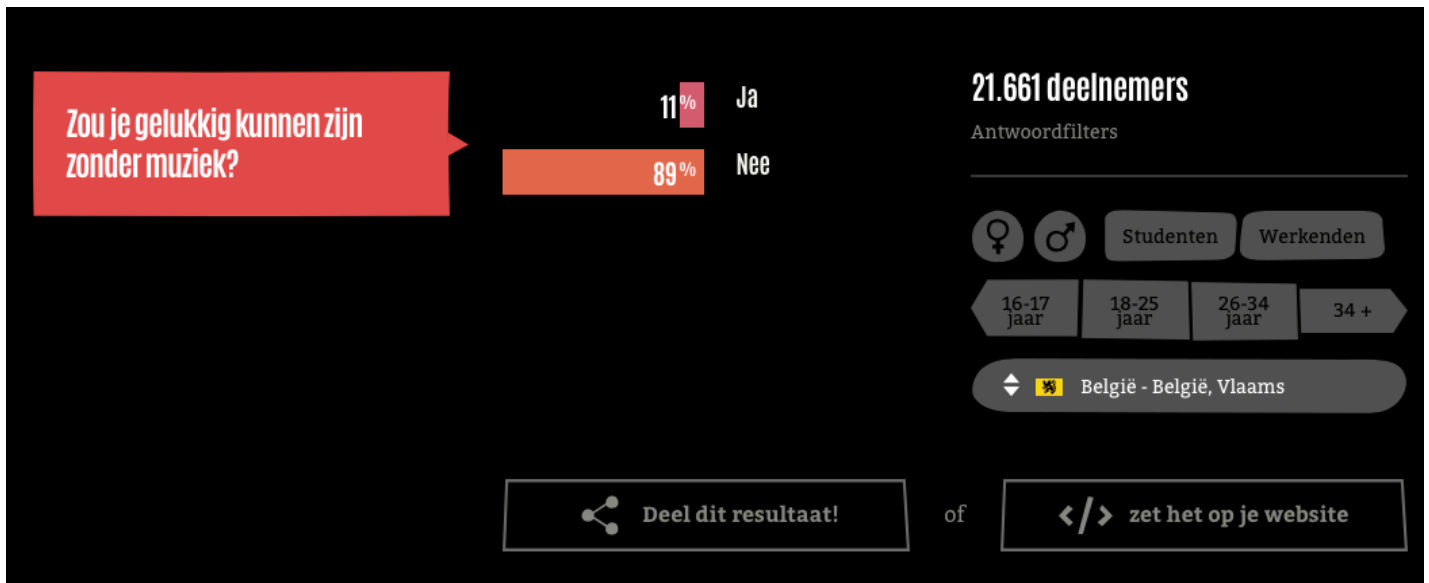 Zou je gelukkig kunnen zijn
zonder muziek?
11% Ja
89% Nee
21.661 deelnemers
Antwoordfilters
Studenten
Werkenden
16-17
jaar
18-25
jaar
26-34
jaar
34 +
België - België, Vlaams
Deel dit resultaat!
of
</> zet het op je website